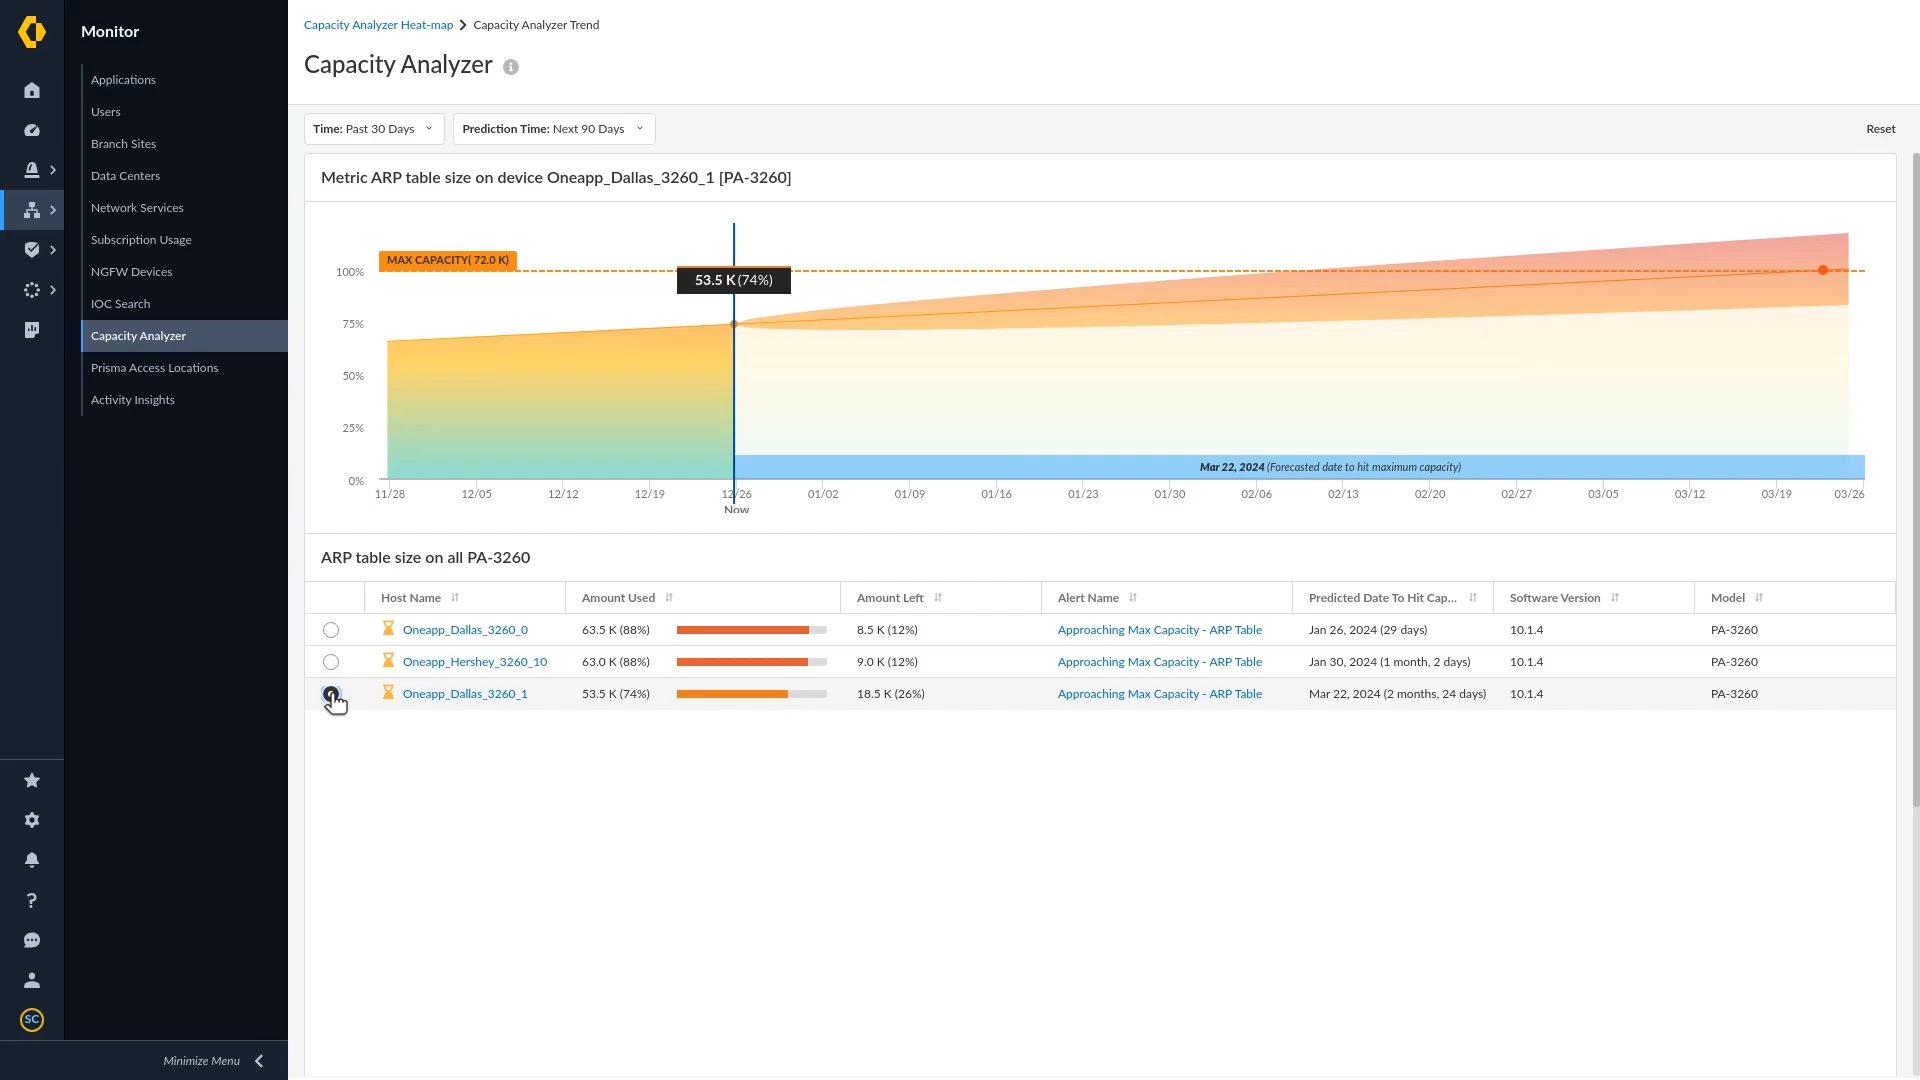 Monitor
Applications
Users
Branch Sites
Data Centers
Network Services
Subscription Usage
NGFW Devices
IOC Search
Capacity Analyzer
Prisma Access Locations
Activity Insights
SC
Minimize Menu
Capacity Analyzer Heat-map Capacity Analyzer Trend
Capacity Analyzer
Time: Past 30 Days
Prediction Time: Next 90 Days
Reset
Metric ARP table size on device Oneapp_Dallas_3260_1 [PA-3260]
MAX CAPACITY( 72.0 K)
53.5 K (74%)
100%
75%
50%
25%
0%
Mar 22, 2024 (Forecasted date to hit maximum capacity)
11/28 12/05 12/12 12/19 12/26 01/02 01/09 01/16 01/23 01/30 02/06 02/13 02/20 02/27 03/05 03/12 03/19 03/26
Now
ARP table size on all PA-3260
Host Name Amount Used Amount Left Alert Name Predicted Date To Hit Cap... Software Version Model
Oneapp_Dallas_3260_0 63.5 K (88%) 8.5 K (12%) Approaching Max Capacity - ARP Table Jan 26, 2024 (29 days) 10.1.4 PA-3260
Oneapp_Hershey_3260_10 63.0 K (88%) 9.0 K (12%) Approaching Max Capacity - ARP Table Jan 30, 2024 (1 month, 2 days) 10.1.4 PA-3260
Oneapp_Dallas_3260_1 53.5 K (74%) 18.5 K (26%) Approaching Max Capacity - ARP Table Mar 22, 2024 (2 months, 24 days) 10.1.4 PA-3260